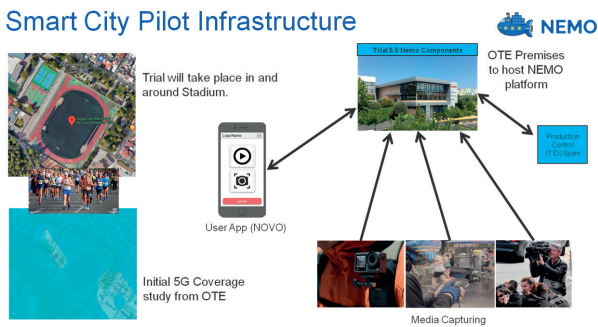 Smart City Pilot Infrastructure
NEMO
Trial will take place in and
around Stadium.
Trial 5.5 Nemo Components
OTE Premises
to host NEMO
platform
Logo/Name
Production
Control
(TID) Spain
User App (NOVO)
Initial 5G Coverage
study from OTE
Media Capturing